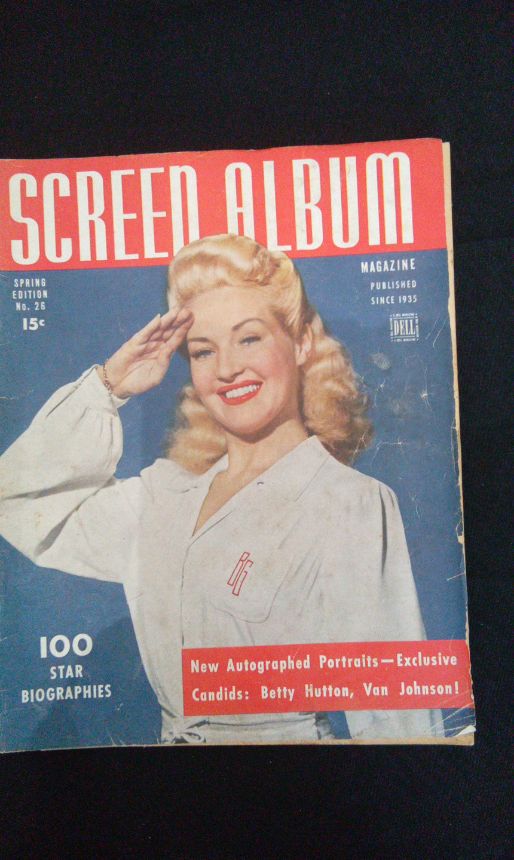 SCREEN ALBUM
MAGAZINE
SPRING
EDITION
No. 26
15¢
PUBLISHED
SINCE 1935
DELL
BG
100
STAR
BIOGRAPHIES
New Autographed Portraits—Exclusive
Candids: Betty Hutton, Van Johnson!